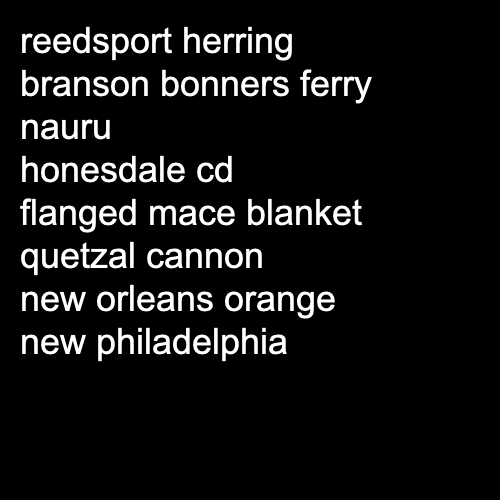 reedsport herring
branson bonners ferry
nauru
honesdale cd
flanged mace blanket
quetzal cannon
new orleans orange
new philadelphia